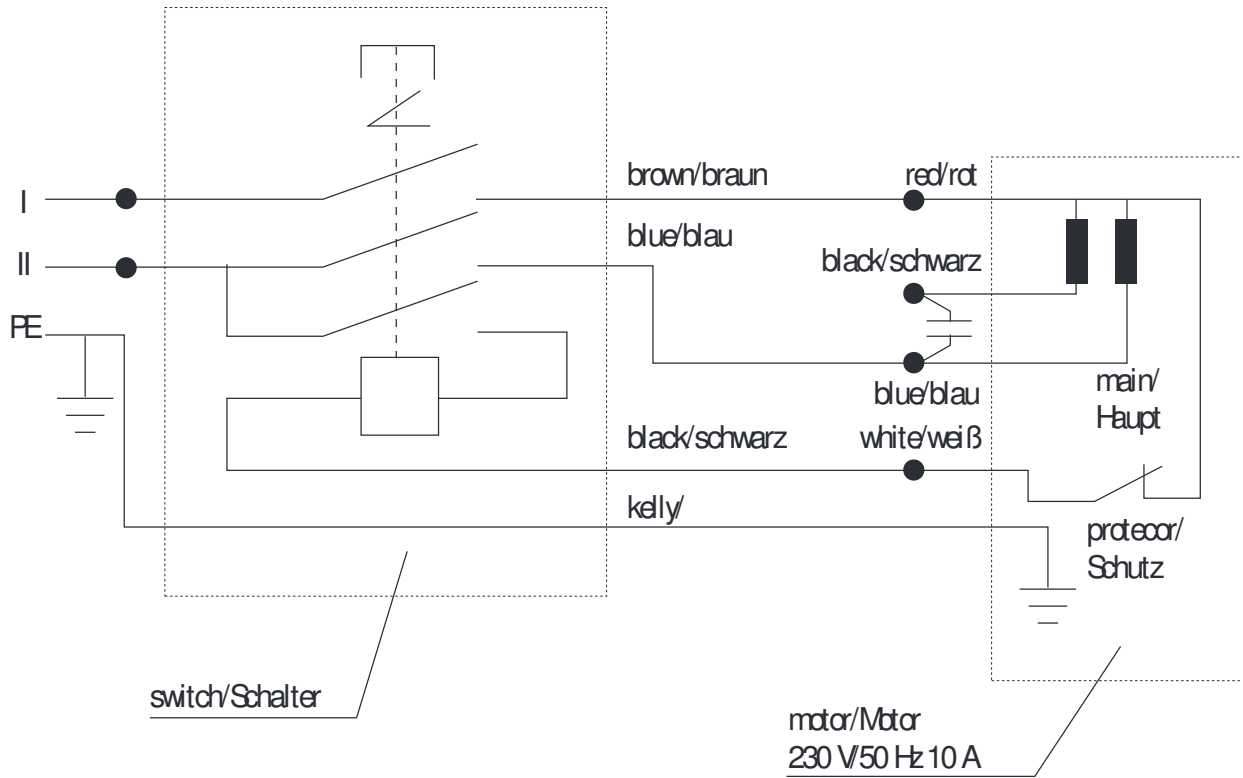 I
II
PE
brown/braun
blue/blau
red/rot
black/schwarz
blue/blau
main/
Haupt
black/schwarz
white/weiß
kelly/
protecor/
Schutz
switch/Schalter
motor/Motor
230 V/50 Hz 10 A